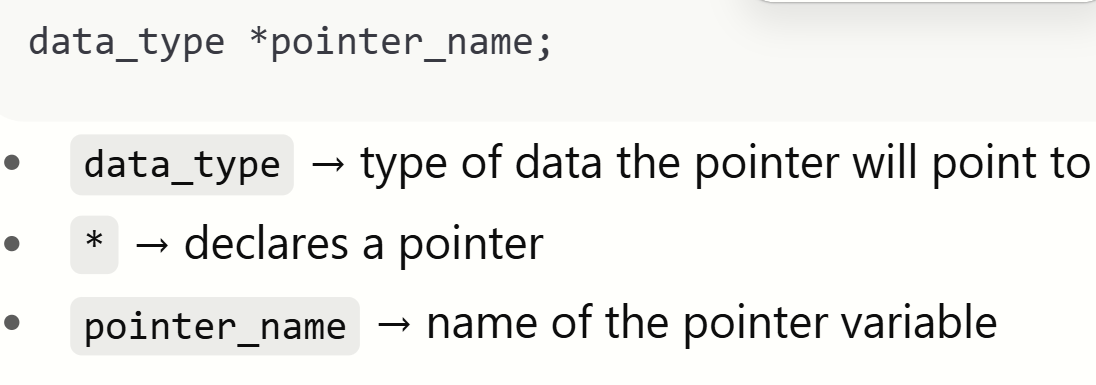 data_type *pointer_name;
• data_type → type of data the pointer will point to
• * → declares a pointer
• pointer_name → name of the pointer variable